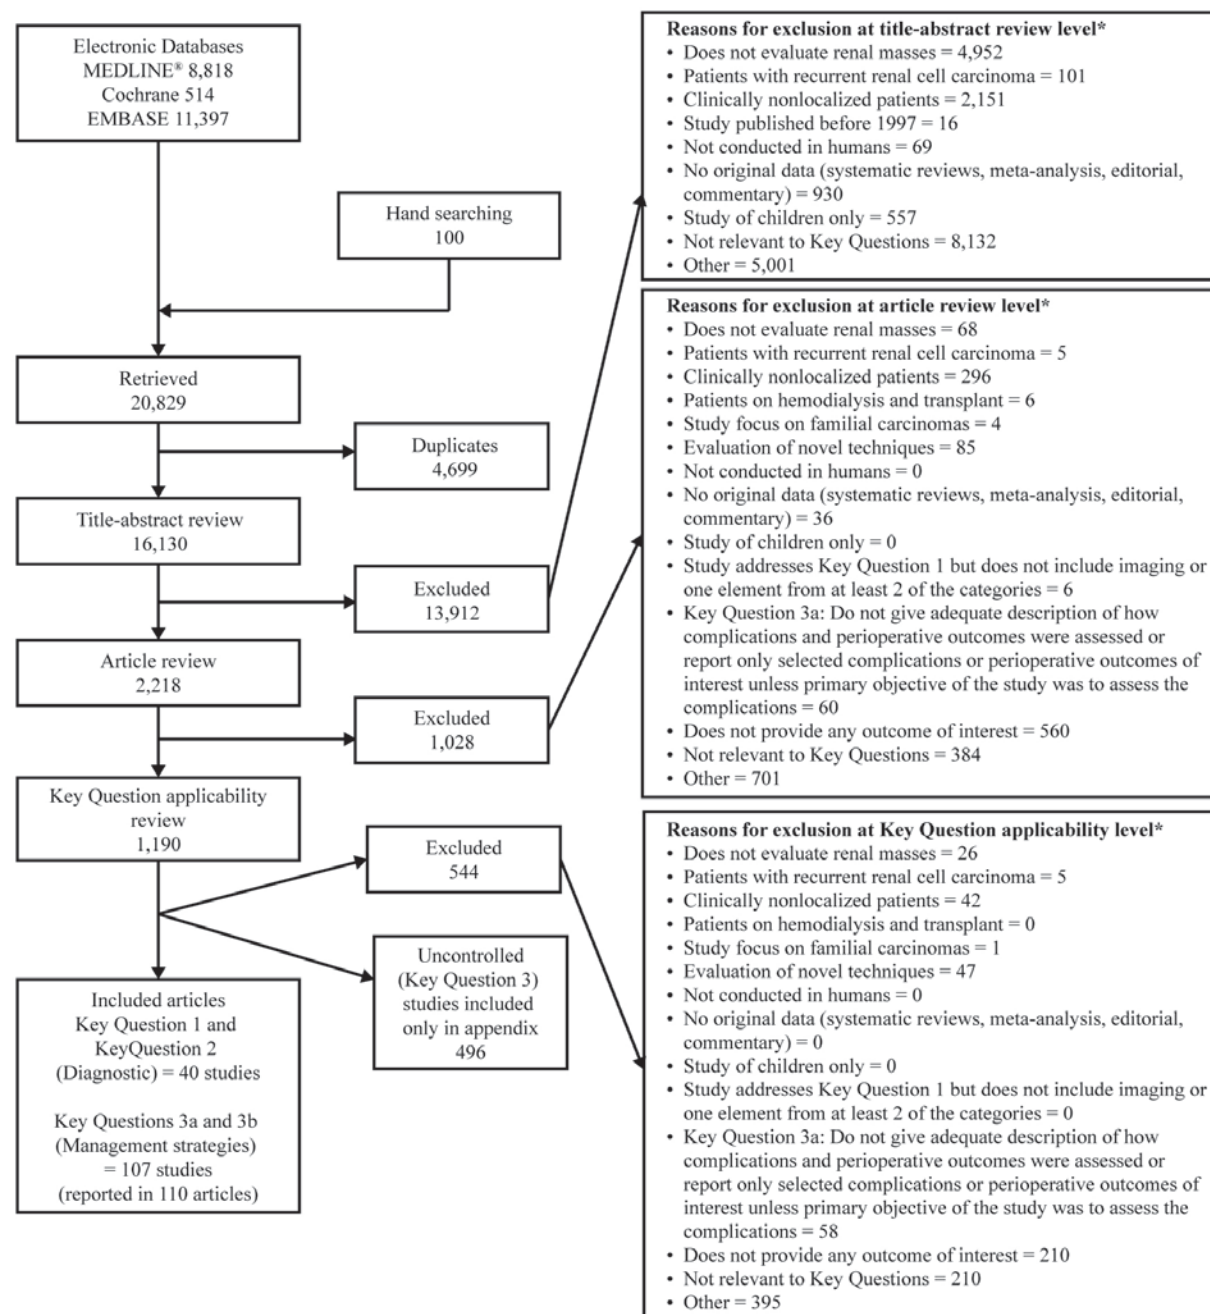 Electronic Databases
MEDLINE® 8,818
Cochrane 514
EMBASE 11,397
Hand searching
100
Retrieved
20,829
Duplicates
4,699
Title-abstract review
16,130
Excluded
13,912
Article review
2,218
Excluded
1,028
Key Question applicability
review
1,190
Excluded
544
Uncontrolled
(Key Question 3)
studies included
only in appendix
496
Included articles
Key Question 1 and
KeyQuestion 2
(Diagnostic) = 40 studies
Key Questions 3a and 3b
(Management strategies)
= 107 studies
(reported in 110 articles)
Reasons for exclusion at title-abstract review level*
• Does not evaluate renal masses = 4,952
• Patients with recurrent renal cell carcinoma = 101
• Clinically nonlocalized patients = 2,151
• Study published before 1997 = 16
• Not conducted in humans = 69
• No original data (systematic reviews, meta-analysis, editorial,
commentary) = 930
• Study of children only = 557
• Not relevant to Key Questions = 8,132
• Other = 5,001
Reasons for exclusion at article review level*
• Does not evaluate renal masses = 68
• Patients with recurrent renal cell carcinoma = 5
• Clinically nonlocalized patients = 296
• Patients on hemodialysis and transplant = 6
• Study focus on familial carcinomas = 4
• Evaluation of novel techniques = 85
• Not conducted in humans = 0
• No original data (systematic reviews, meta-analysis, editorial,
commentary) = 36
• Study of children only = 0
• Study addresses Key Question 1 but does not include imaging or
one element from at least 2 of the categories = 6
• Key Question 3a: Do not give adequate description of how
complications and perioperative outcomes were assessed or
report only selected complications or perioperative outcomes of
interest unless primary objective of the study was to assess the
complications = 60
• Does not provide any outcome of interest = 560
• Not relevant to Key Questions = 384
• Other = 701
Reasons for exclusion at Key Question applicability level*
• Does not evaluate renal masses = 26
• Patients with recurrent renal cell carcinoma = 5
• Clinically nonlocalized patients = 42
• Patients on hemodialysis and transplant = 0
• Study focus on familial carcinomas = 1
• Evaluation of novel techniques = 47
• Not conducted in humans = 0
• No original data (systematic reviews, meta-analysis, editorial,
commentary) = 0
• Study of children only = 0
• Study addresses Key Question 1 but does not include imaging or
one element from at least 2 of the categories = 0
• Key Question 3a: Do not give adequate description of how
complications and perioperative outcomes were assessed or
report only selected complications or perioperative outcomes of
interest unless primary objective of the study was to assess the
complications = 58
• Does not provide any outcome of interest = 210
• Not relevant to Key Questions = 210
• Other = 395